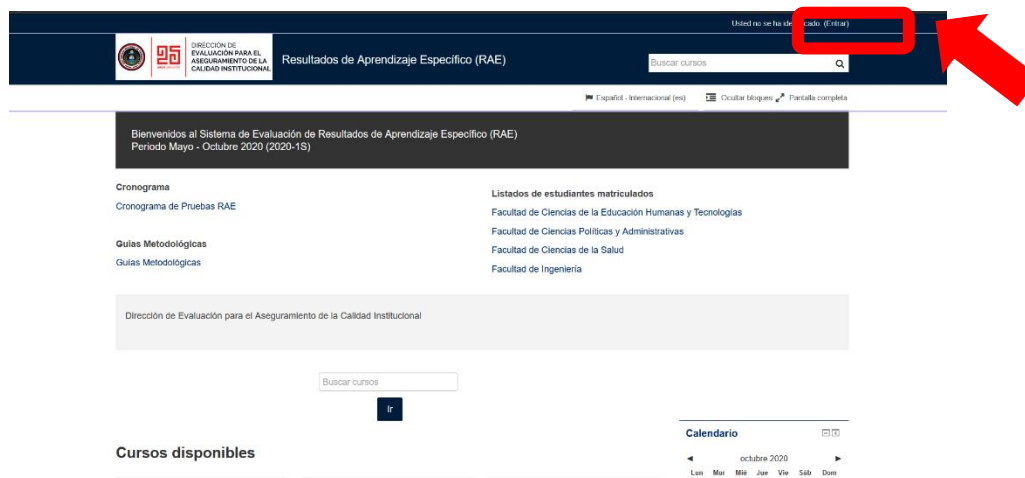 Usted no se ha identificado (Entrar)
25
DIRECCIÓN DE
EVALUACIÓN PARA EL
ASEGURAMIENTO DE LA
CALIDAD INSTITUCIONAL
Resultados de Aprendizaje Específico (RAE)
Buscar cursos
Español - Internacional (es)
Ocultar bloques
Pantalla completa
Bienvenidos al Sistema de Evaluación de Resultados de Aprendizaje Específico (RAE)
Periodo Mayo - Octubre 2020 (2020-1S)
Cronograma
Cronograma de Pruebas RAE
Guias Metodológicas
Guías Metodológicas
Listados de estudiantes matriculados
Facultad de Ciencias de la Educación Humanas y Tecnologías
Facultad de Ciencias Políticas y Administrativas
Facultad de Ciencias de la Salud
Facultad de Ingeniería
Dirección de Evaluación para el Aseguramiento de la Calidad Institucional
Buscar cursos
Ir
Cursos disponibles
Calendario
octubre 2020
Lun Mar Mié Jue Vie Sáb Dom